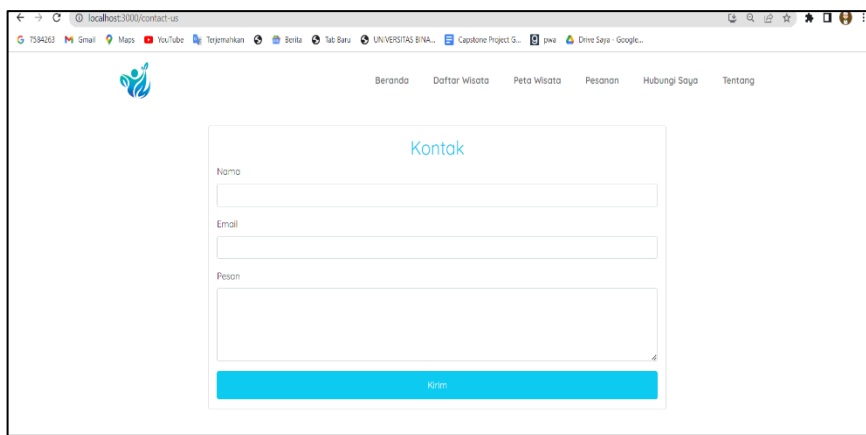 localhost:3000/contact-us
7584263 Gmail Maps YouTube Terjemahkan Berita Tab Baru UNIVERSITAS BINA... Capstone Project G... pwa Drive Saya - Google...
Beranda Daftar Wisata Peta Wisata Pesanan Hubungi Saya Tentang
Kontak
Nama
Email
Pesan
Kirim